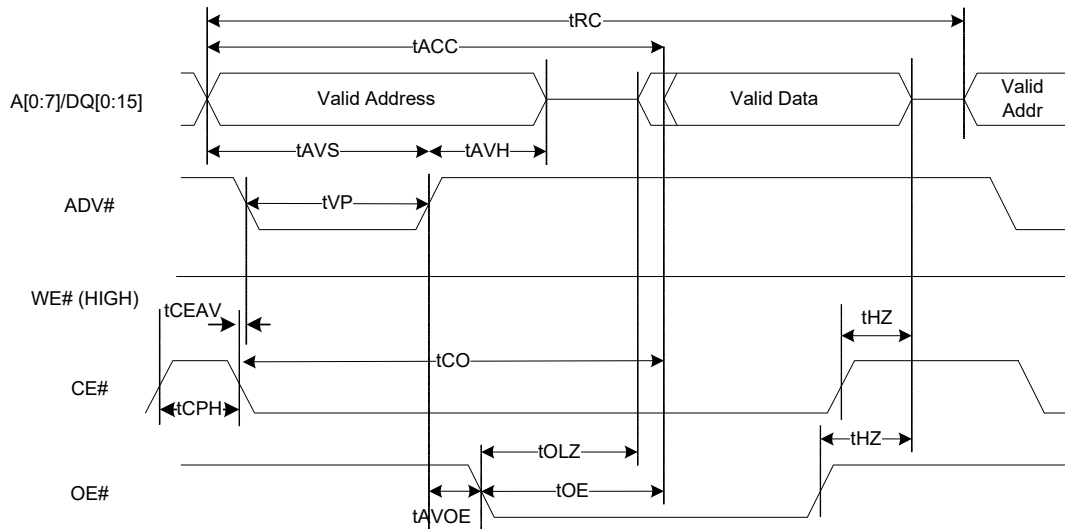 tRC
tACC
A[0:7]/DQ[0:15]
Valid Address
Valid Data
Valid
Addr
tAVS
tAVH
ADV#
tVP
WE# (HIGH)
tCEAV
tHZ
tCO
CE#
tCPH
tHZ
tOLZ
OE#
tOE
tAVOE